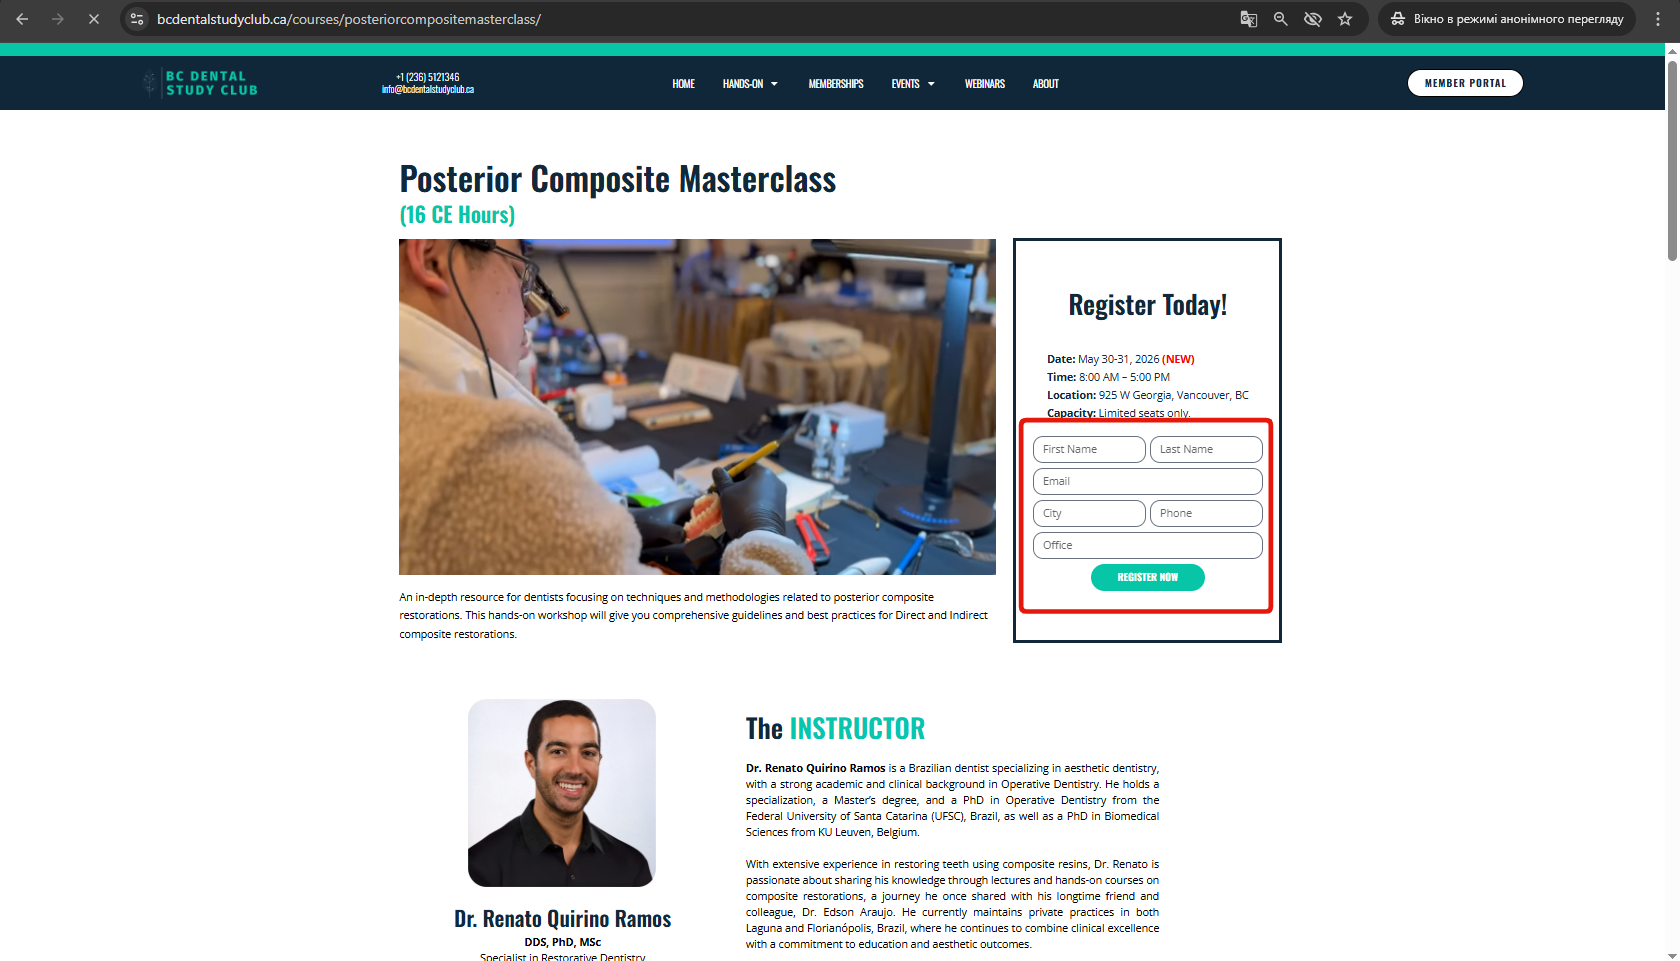 bcdentalstudyclub.ca/courses/posteriorcompositemasterclass/
Вікно в режимі анонімного перегляду
BC DENTAL
STUDY CLUB
+1 (236) 5121346
info@bcdentalstudyclub.ca
HOME
HANDS-ON
MEMBERSHIPS
EVENTS
WEBINARS
ABOUT
MEMBER PORTAL
Posterior Composite Masterclass
(16 CE Hours)
Register Today!
Date: May 30-31, 2026 (NEW)
Time: 8:00 AM – 5:00 PM
Location: 925 W Georgia, Vancouver, BC
Capacity: Limited seats only.
First Name
Last Name
Email
City
Phone
Office
REGISTER NOW
An in-depth resource for dentists focusing on techniques and methodologies related to posterior composite
restorations. This hands-on workshop will give you comprehensive guidelines and best practices for Direct and Indirect
composite restorations.
Dr. Renato Quirino Ramos
DDS, PhD, MSc
Specialist in Restorative Dentistry
The INSTRUCTOR
Dr. Renato Quirino Ramos is a Brazilian dentist specializing in aesthetic dentistry,
with a strong academic and clinical background in Operative Dentistry. He holds a
specialization, a Master's degree, and a PhD in Operative Dentistry from the
Federal University of Santa Catarina (UFSC), Brazil, as well as a PhD in Biomedical
Sciences from KU Leuven, Belgium.
With extensive experience in restoring teeth using composite resins, Dr. Renato is
passionate about sharing his knowledge through lectures and hands-on courses on
composite restorations, a journey he once shared with his longtime friend and
colleague, Dr. Edson Araujo. He currently maintains private practices in both
Laguna and Florianópolis, Brazil, where he continues to combine clinical excellence
with a commitment to education and aesthetic outcomes.